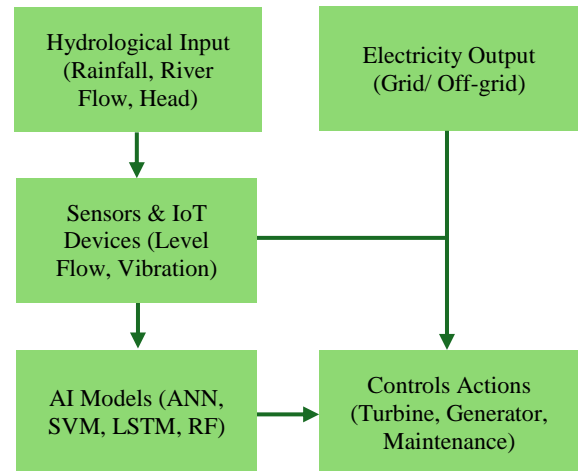 Hydrological Input
(Rainfall, River
Flow, Head)
Electricity Output
(Grid/ Off-grid)
Sensors & IoT
Devices (Level
Flow, Vibration)
AI Models (ANN,
SVM, LSTM, RF)
Controls Actions
(Turbine, Generator,
Maintenance)